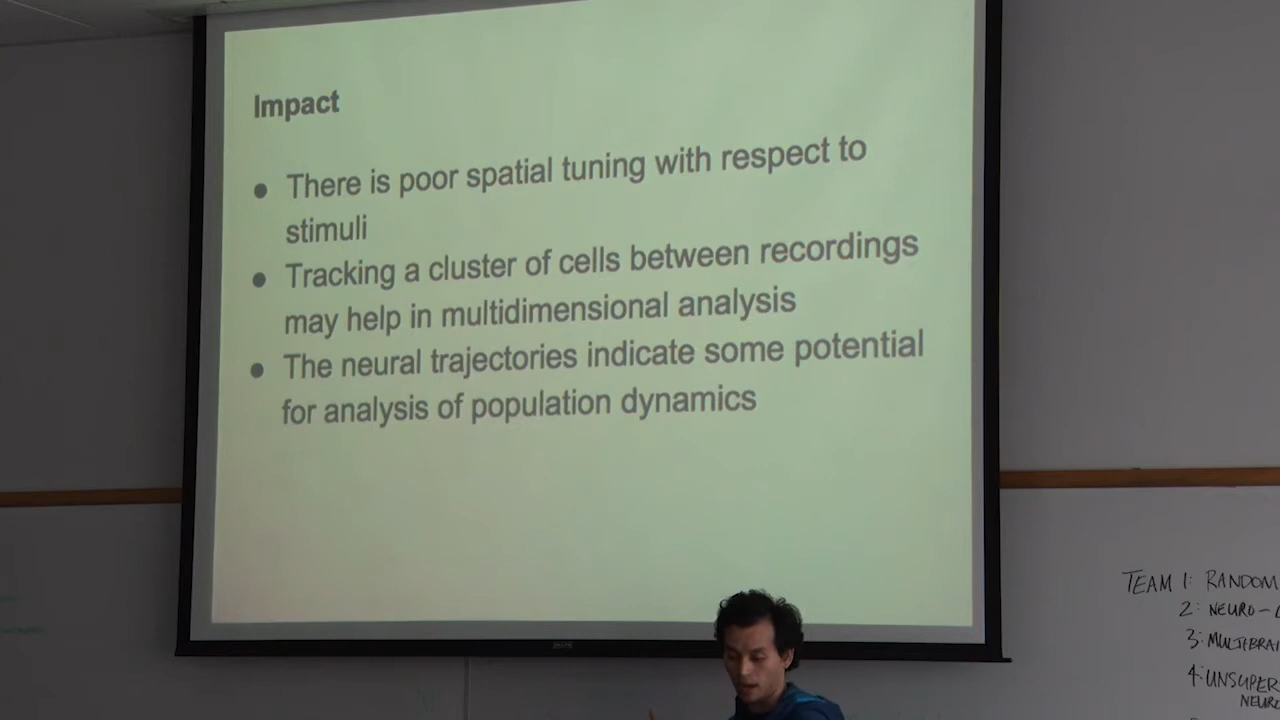 Impact
● There is poor spatial tuning with respect to
stimuli
● Tracking a cluster of cells between recordings
may help in multidimensional analysis
● The neural trajectories indicate some potential
for analysis of population dynamics
TEAM 1: RANDOM
2: NEURO-
3: MULTIBRAI
4: UNSUPER
NEURO